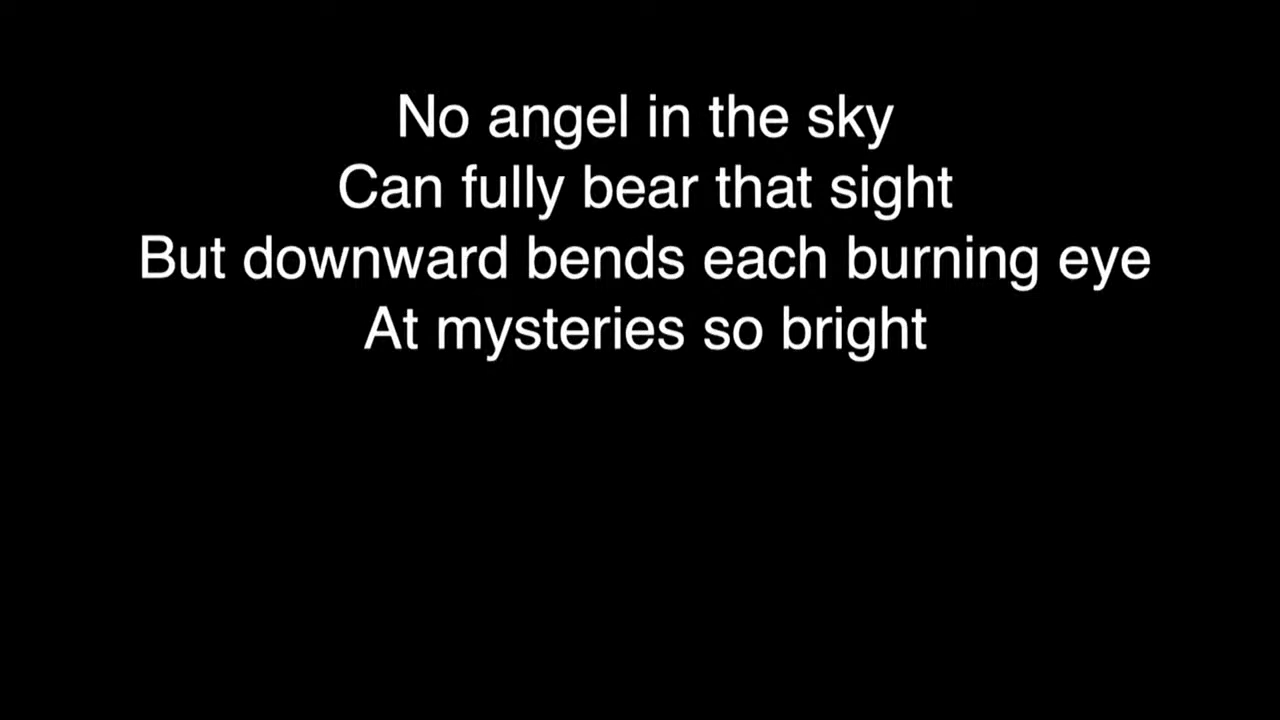 No angel in the sky
Can fully bear that sight
But downward bends each burning eye
At mysteries so bright